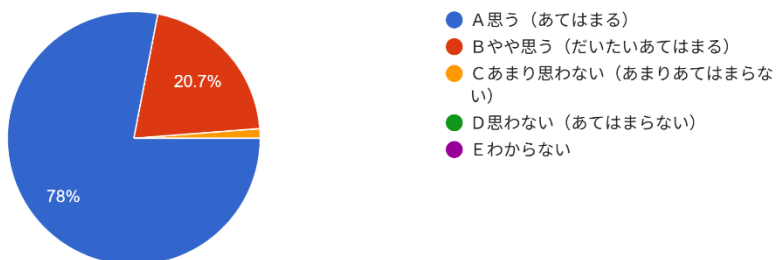 A思う（あてはまる）
Bやや思う（だいたいあてはまる）
Cあまり思わない（あまりあてはまらな
い）
D思わない（あてはまらない）
Eわからない
20.7%
78%